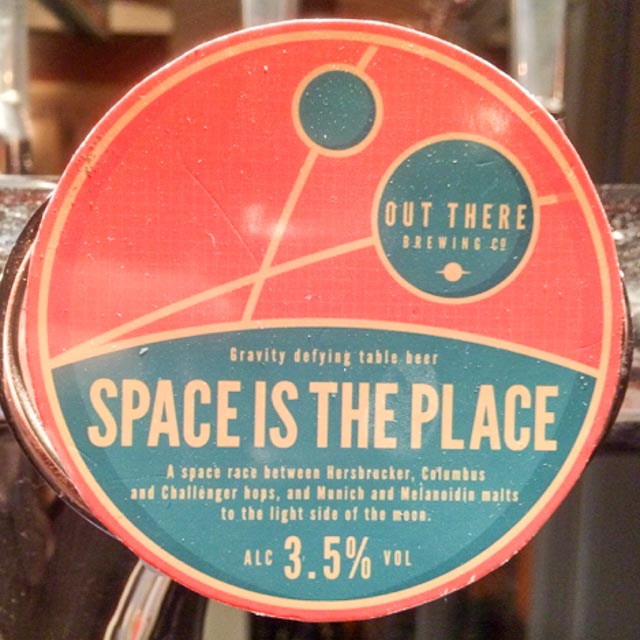 OUT THERE
BREWING CO
Gravity defying table beer
SPACE IS THE PLACE
A space race between Hersbrucker, Columbus
and Challenger hops, and Munich and Melanoidin malts
to the light side of the moon.
ALC 3.5% VOL